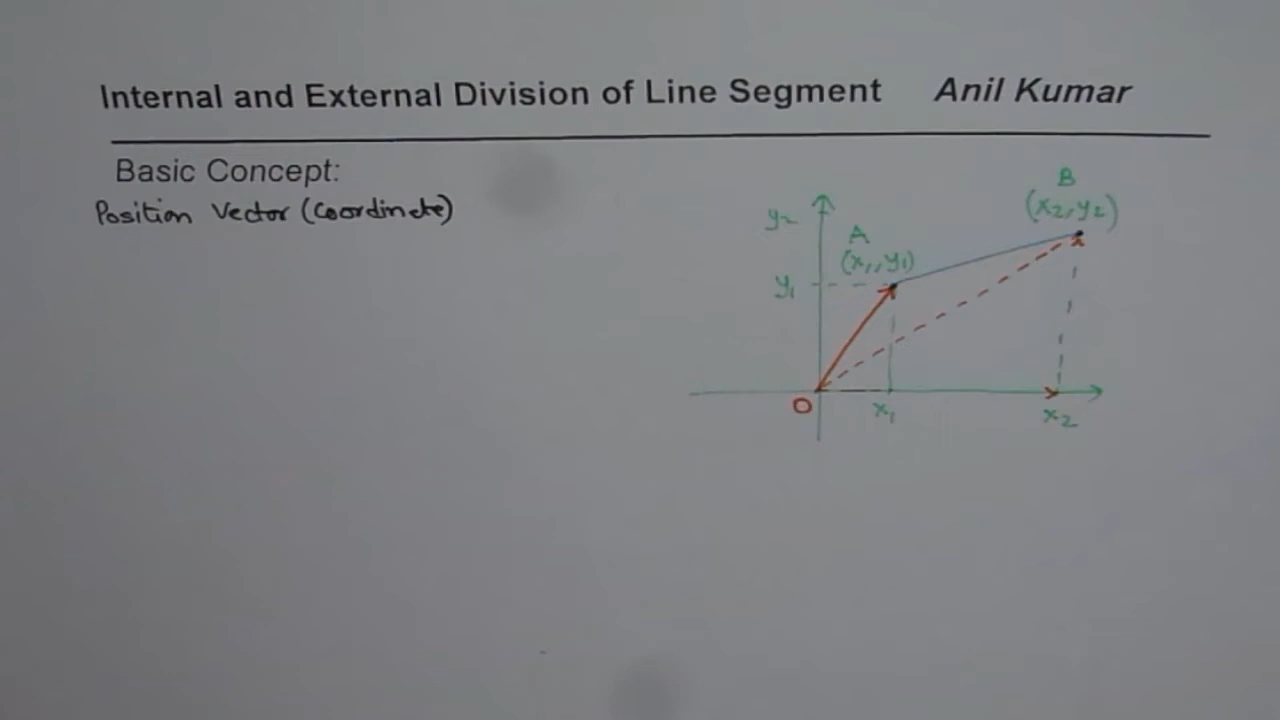 Internal and External Division of Line Segment Anil Kumar
Basic Concept:
Position Vector (Coordinate)
B
(x2, y2)
y2
A
(x1, y1)
y1
O
x1
x2